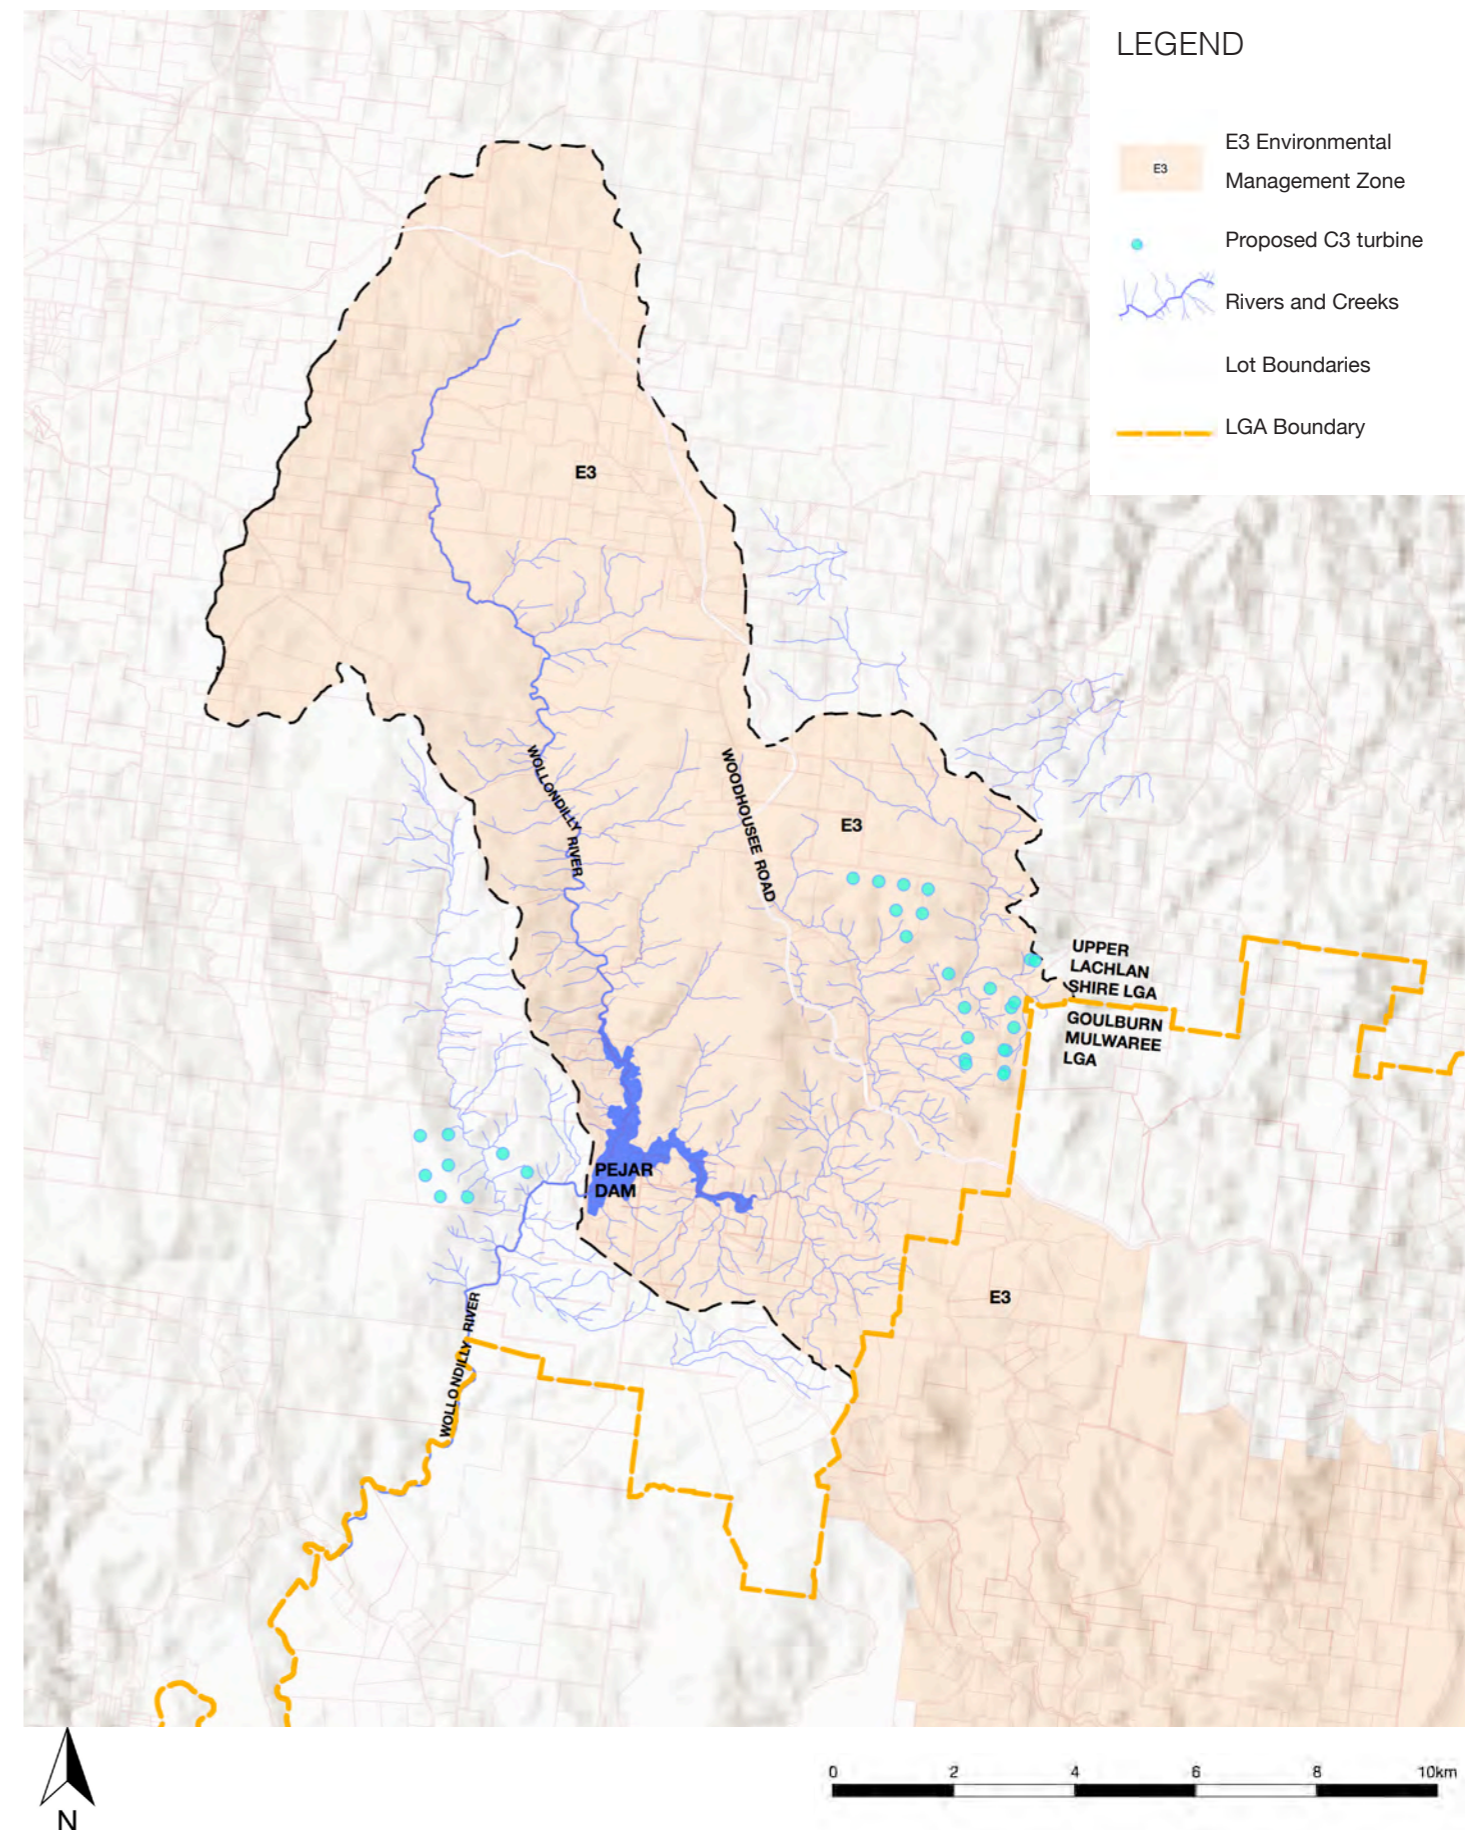 LEGEND
E3 Environmental
Management Zone
E3
Proposed C3 turbine
Rivers and Creeks
Lot Boundaries
LGA Boundary
E3
WOLLONDILLY RIVER
WOODHOUSEE ROAD
E3
UPPER
LACHLAN
SHIRE LGA
GOULBURN
MULWAREE
LGA
PEJAR
DAM
E3
WOLLONDILLY RIVER
N
0 2 4 6 8 10km